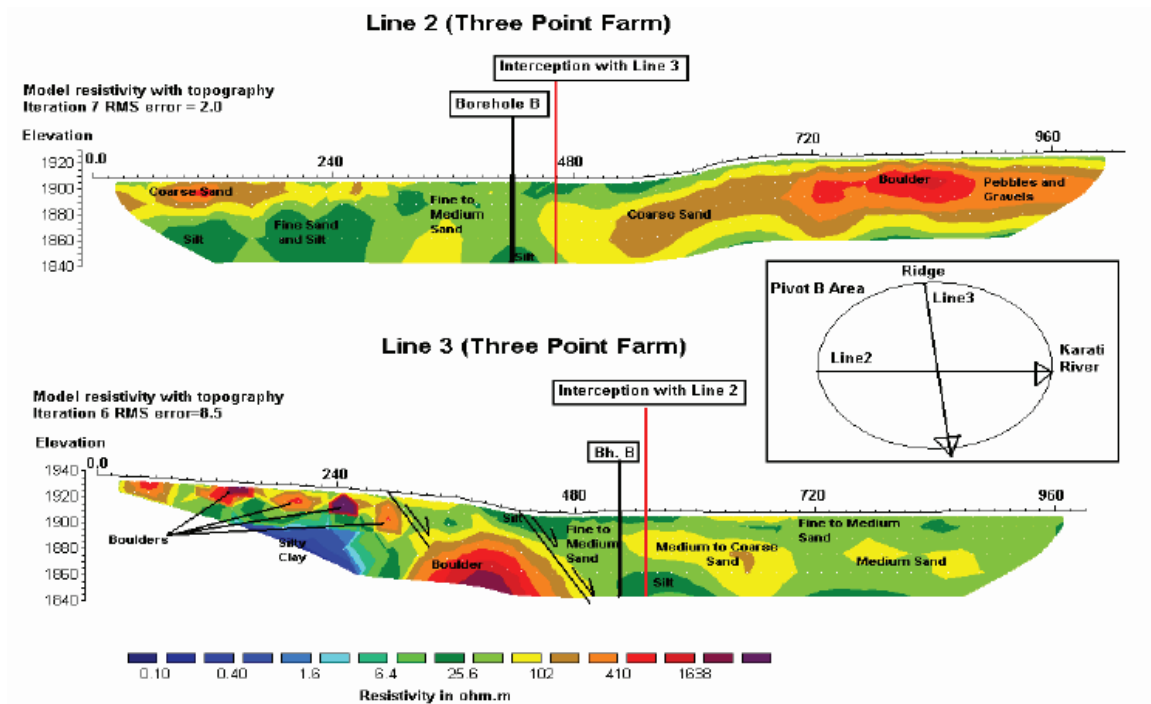 Line 2 (Three Point Farm)
Interception with Line 3
Model resistivity with topography
Iteration 7 RMS error = 2.0
Borehole B
Elevation
0.0
240
480
720
960
1920
1900
1880
1860
1840
Coarse Sand
Silt
Fine Sand
and Silt
Fine to
Medium
Sand
Silt
Coarse Sand
Boulder
Pebbles and
Gravels
Ridge
Pivot B Area
Line3
Line2
Karati
River
Line 3 (Three Point Farm)
Interception with Line 2
Model resistivity with topography
Iteration 6 RMS error=8.5
Elevation
Bh. B
0.0
240
480
720
960
1940
1920
1900
1880
1860
1840
Boulders
Silty
Clay
Boulder
Silt
Fine to
Medium
Sand
Silt
Medium to Coarse
Sand
Fine to Medium
Sand
Medium Sand
0.10 0.40 1.6 6.4 25.6 102 410 1638
Resistivity in ohm.m